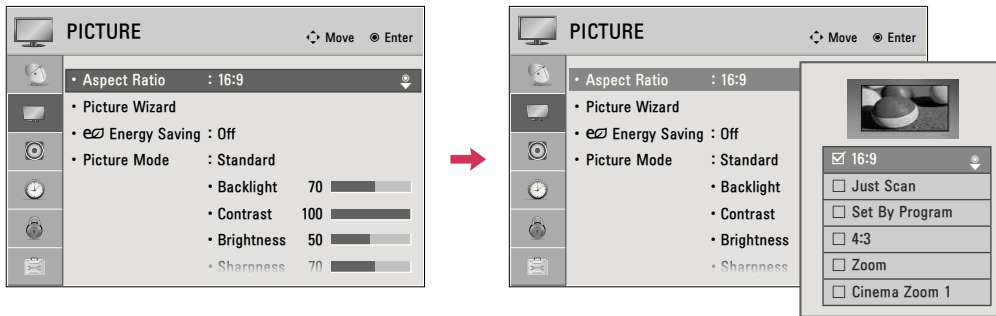 PICTURE
Move Enter
• Aspect Ratio : 16:9
• Picture Wizard
• Energy Saving : Off
• Picture Mode : Standard
• Backlight 70
• Contrast 100
• Brightness 50
• Sharpness 70
PICTURE
Move Enter
• Aspect Ratio : 16:9
• Picture Wizard
• Energy Saving : Off
• Picture Mode : Standard
• Backlight
• Contrast
• Brightness
• Sharpness
16:9
Just Scan
Set By Program
4:3
Zoom
Cinema Zoom 1